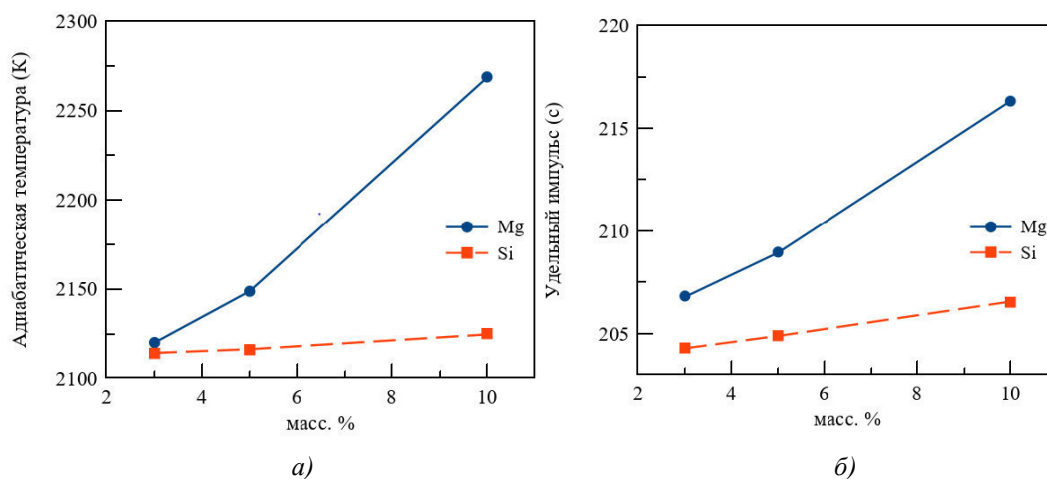 Адиабатическая температура (К)
2300
2250
2200
2150
2100
2
4
6
8
10
масс. %
Mg
Si
а)
Удельный импульс (с)
220
215
210
205
2
4
6
8
10
масс. %
Mg
Si
б)